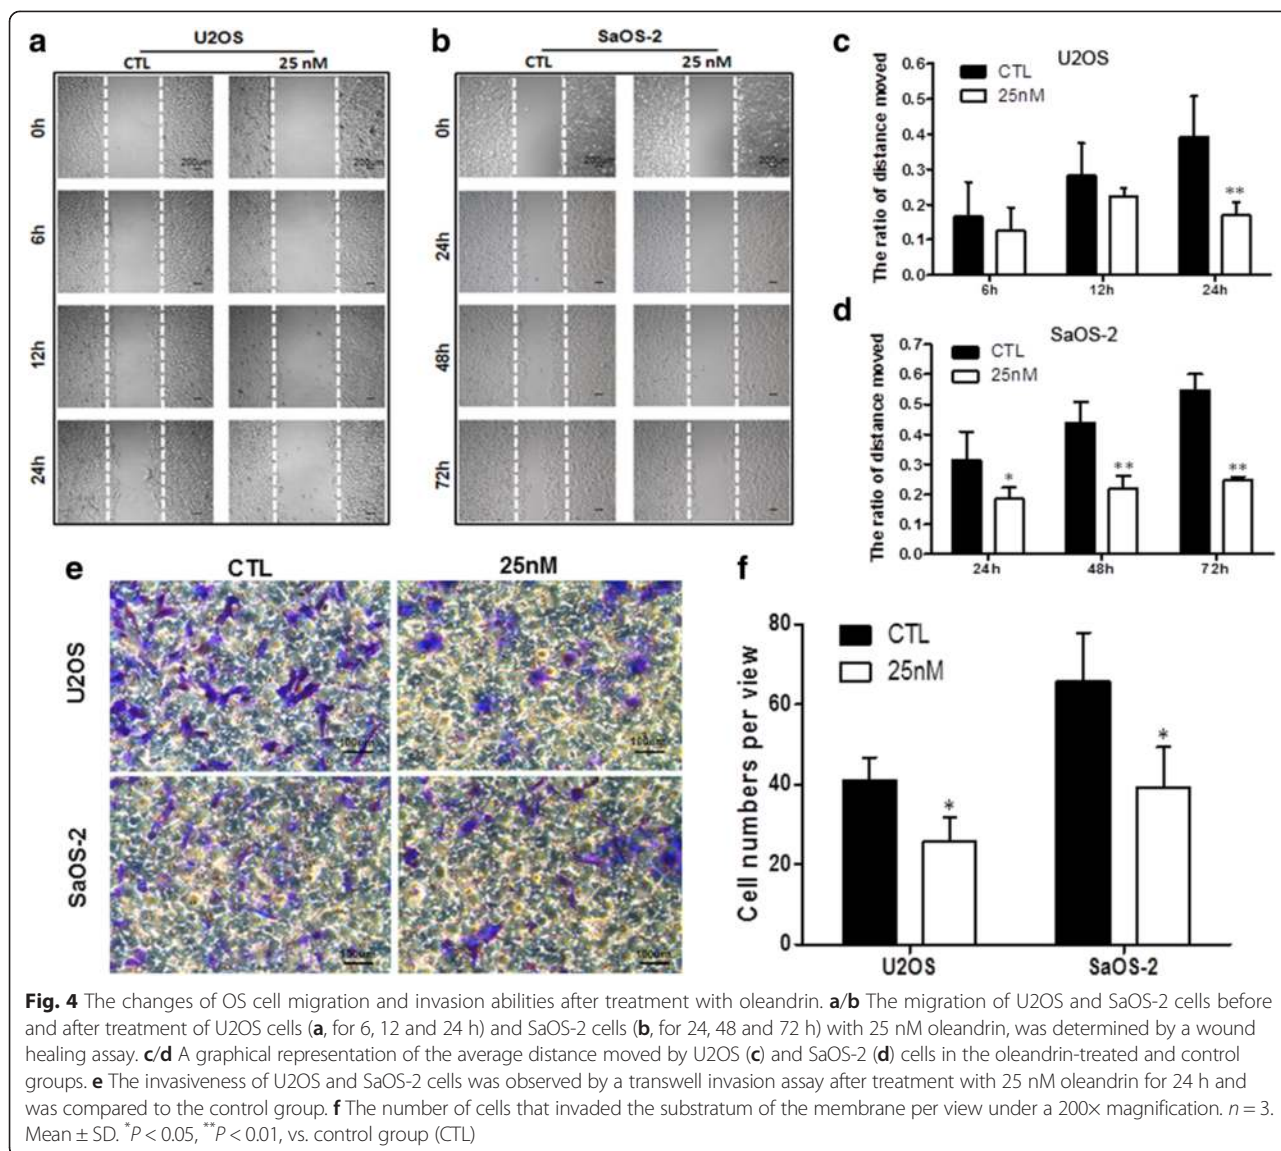 a
U2OS
CTL
25 nM
0h
200um
200um
6h
12h
24h
b
SaOS-2
CTL
25 nM
0h
200um
200um
24h
48h
72h
c
U2OS
CTL
25nM
The ratio of distance moved
0.6
0.5
0.4
0.3
0.2
0.1
0.0
**
6h
12h
24h
d
SaOS-2
CTL
25nM
The ratio of distance moved
0.7
0.6
0.5
0.4
0.3
0.2
0.1
0.0
*
**
**
24h
48h
72h
e
CTL
25nM
U2OS
100um
100um
SaOS-2
100um
100um
f
CTL
25nM
Cell numbers per view
80
60
40
20
0
*
*
U2OS
SaOS-2
Fig. 4 The changes of OS cell migration and invasion abilities after treatment with oleandrin. a/b The migration of U2OS and SaOS-2 cells before
and after treatment of U2OS cells (a, for 6, 12 and 24 h) and SaOS-2 cells (b, for 24, 48 and 72 h) with 25 nM oleandrin, was determined by a wound
healing assay. c/d A graphical representation of the average distance moved by U2OS (c) and SaOS-2 (d) cells in the oleandrin-treated and control
groups. e The invasiveness of U2OS and SaOS-2 cells was observed by a transwell invasion assay after treatment with 25 nM oleandrin for 24 h and
was compared to the control group. f The number of cells that invaded the substratum of the membrane per view under a 200× magnification. n = 3.
Mean ± SD. *P < 0.05, **P < 0.01, vs. control group (CTL)